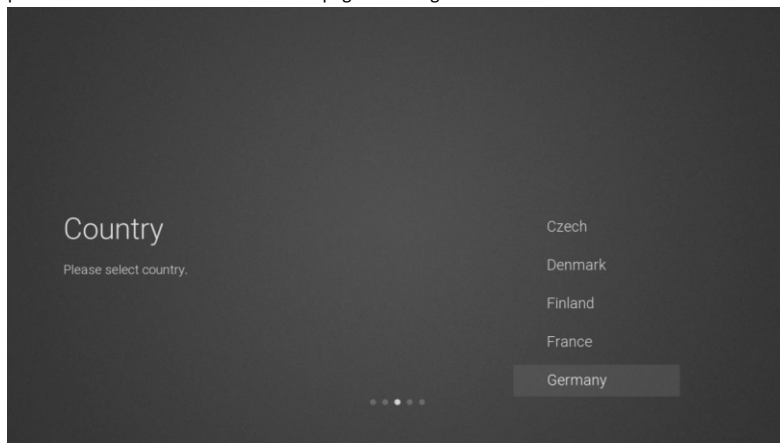 Country
Please select country.
Czech
Denmark
Finland
France
Germany